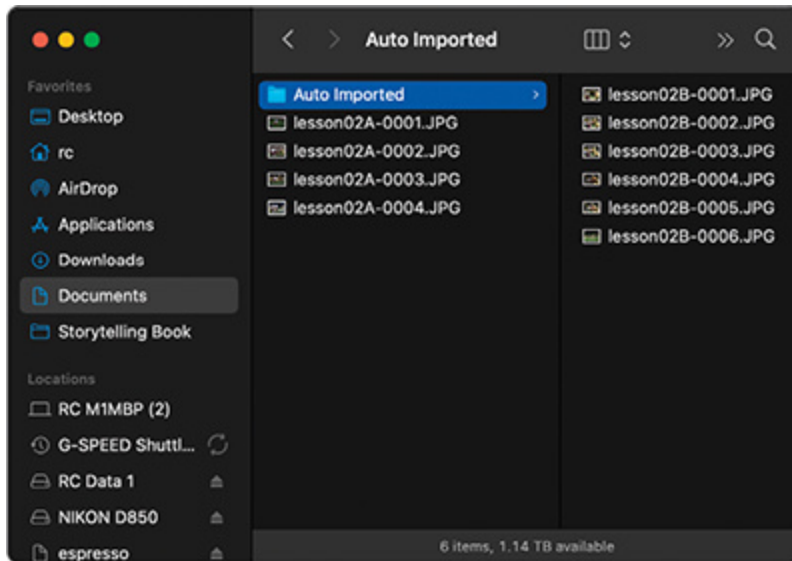 Auto Imported
Favorites
Desktop
rc
AirDrop
Applications
Downloads
Documents
Storytelling Book
Locations
RC M1MBP (2)
G-SPEED Shuttl...
RC Data 1
NIKON D850
espresso
Auto Imported
lesson02A-0001.JPG
lesson02A-0002.JPG
lesson02A-0003.JPG
lesson02A-0004.JPG
lesson02B-0001.JPG
lesson02B-0002.JPG
lesson02B-0003.JPG
lesson02B-0004.JPG
lesson02B-0005.JPG
lesson02B-0006.JPG
6 items, 1.14 TB available